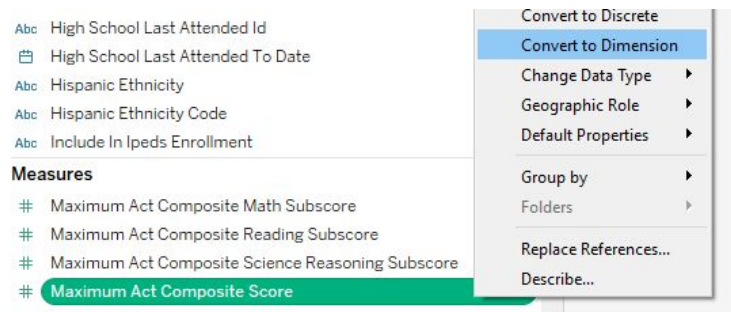 Abc High School Last Attended Id
High School Last Attended To Date
Abc Hispanic Ethnicity
Abc Hispanic Ethnicity Code
Abc Include In Ipeds Enrollment
Measures
# Maximum Act Composite Math Subscore
# Maximum Act Composite Reading Subscore
# Maximum Act Composite Science Reasoning Subscore
# Maximum Act Composite Score
Convert to Discrete
Convert to Dimension
Change Data Type
Geographic Role
Default Properties
Group by
Folders
Replace References...
Describe...